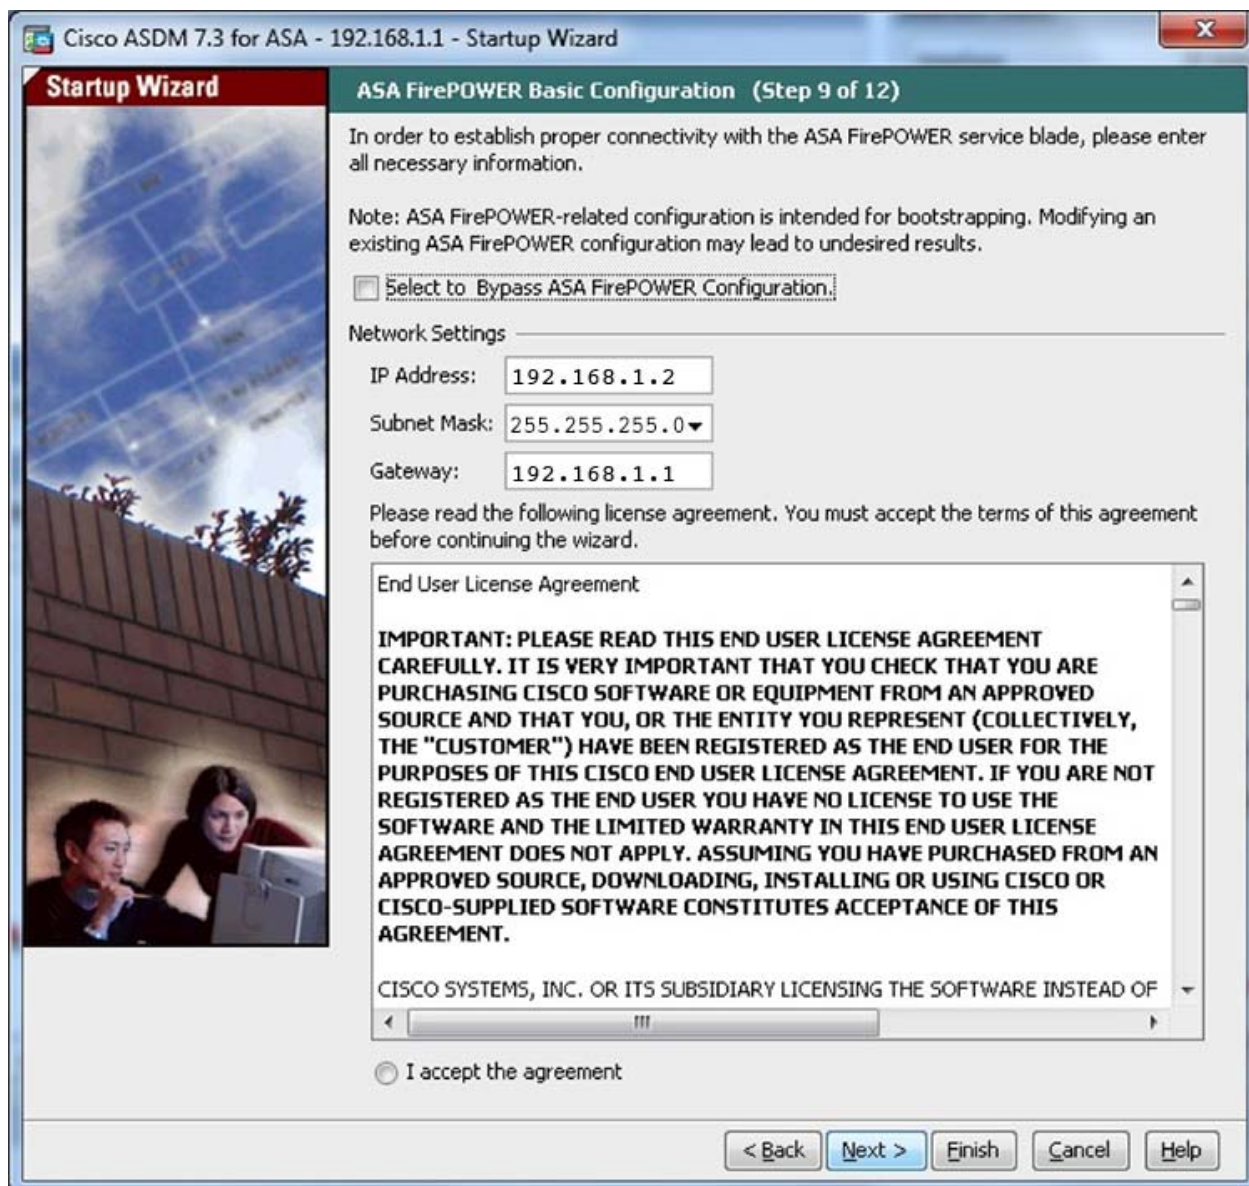 Cisco ASDM 7.3 for ASA - 192.168.1.1 - Startup Wizard
Startup Wizard
ASA FirePOWER Basic Configuration (Step 9 of 12)
In order to establish proper connectivity with the ASA FirePOWER service blade, please enter
all necessary information.
Note: ASA FirePOWER-related configuration is intended for bootstrapping. Modifying an
existing ASA FirePOWER configuration may lead to undesired results.
Select to Bypass ASA FirePOWER Configuration.
Network Settings
IP Address: 192.168.1.2
Subnet Mask: 255.255.255.0
Gateway: 192.168.1.1
Please read the following license agreement. You must accept the terms of this agreement
before continuing the wizard.
End User License Agreement
IMPORTANT: PLEASE READ THIS END USER LICENSE AGREEMENT
CAREFULLY. IT IS VERY IMPORTANT THAT YOU CHECK THAT YOU ARE
PURCHASING CISCO SOFTWARE OR EQUIPMENT FROM AN APPROVED
SOURCE AND THAT YOU, OR THE ENTITY YOU REPRESENT (COLLECTIVELY,
THE "CUSTOMER") HAVE BEEN REGISTERED AS THE END USER FOR THE
PURPOSES OF THIS CISCO END USER LICENSE AGREEMENT. IF YOU ARE NOT
REGISTERED AS THE END USER YOU HAVE NO LICENSE TO USE THE
SOFTWARE AND THE LIMITED WARRANTY IN THIS END USER LICENSE
AGREEMENT DOES NOT APPLY. ASSUMING YOU HAVE PURCHASED FROM AN
APPROVED SOURCE, DOWNLOADING, INSTALLING OR USING CISCO OR
CISCO-SUPPLIED SOFTWARE CONSTITUTES ACCEPTANCE OF THIS
AGREEMENT.
CISCO SYSTEMS, INC. OR ITS SUBSIDIARY LICENSING THE SOFTWARE INSTEAD OF
I accept the agreement
< Back Next > Finish Cancel Help